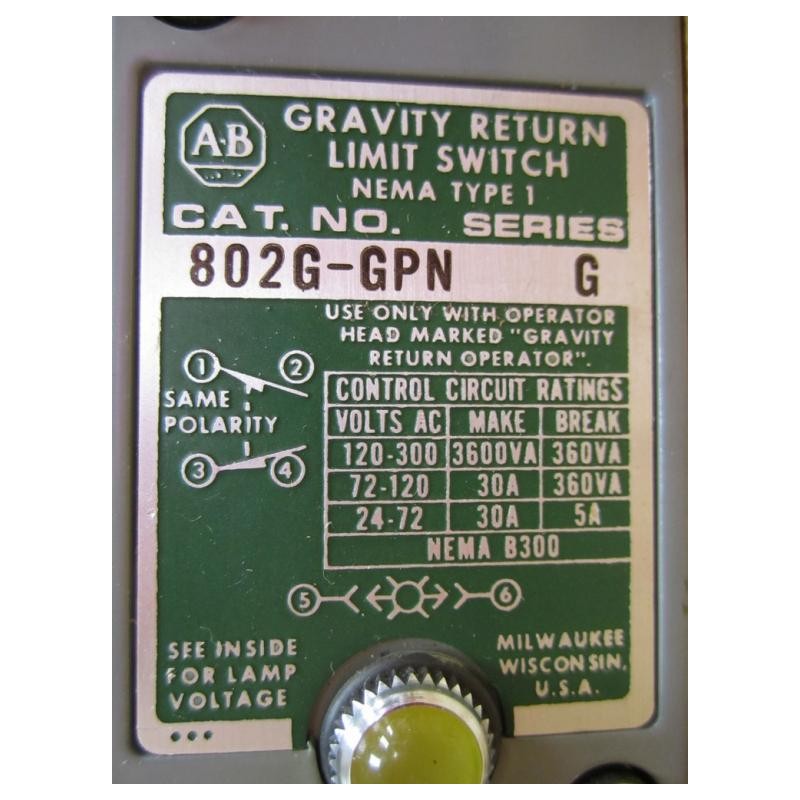 A-B
GRAVITY RETURN
LIMIT SWITCH
NEMA TYPE 1
CAT. NO. SERIES
802G-GPN G
USE ONLY WITH OPERATOR
HEAD MARKED "GRAVITY
RETURN OPERATOR".
1 2
SAME
POLARITY
3 4
CONTROL CIRCUIT RATINGS
VOLTS AC MAKE BREAK
120-300 3600VA 360VA
72-120 30A 360VA
24-72 30A 5A
NEMA B300
5 6
SEE INSIDE
FOR LAMP
VOLTAGE
MILWAUKEE
WISCONSIN,
U.S.A.